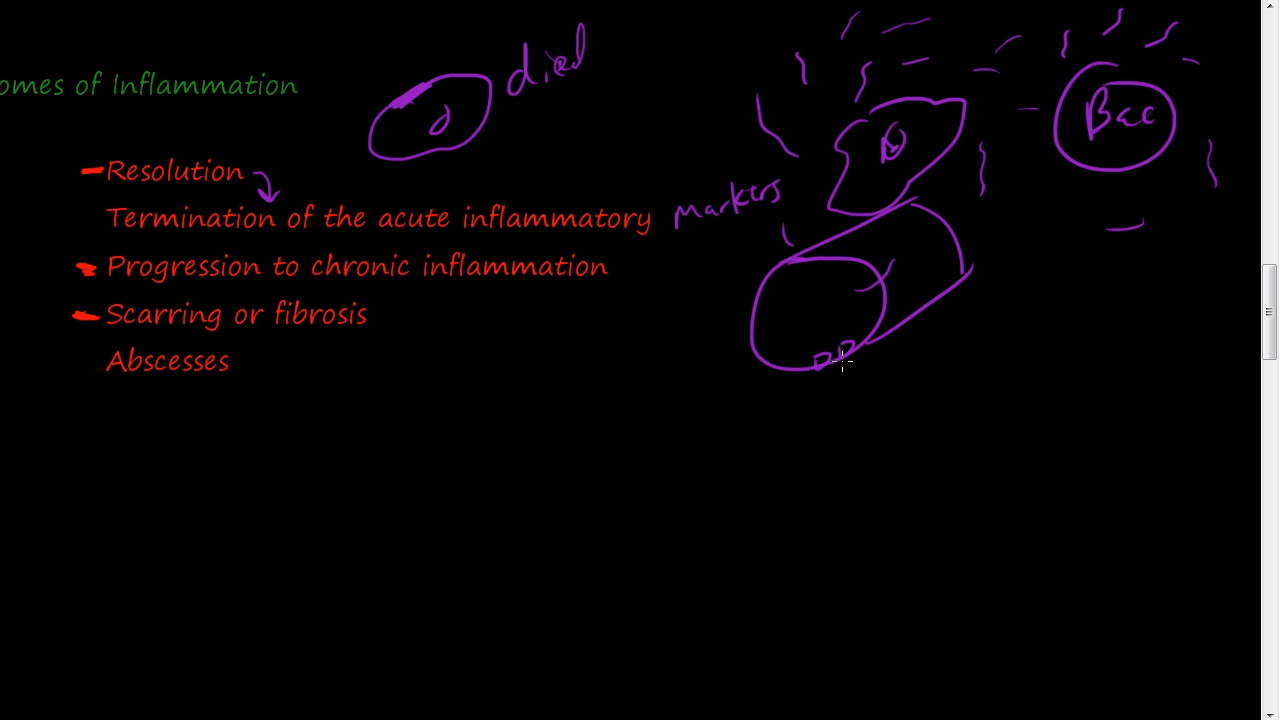 omes of Inflammation
died
Bac
Resolution
Termination of the acute inflammatory
markers
Progression to chronic inflammation
Scarring or fibrosis
Abscesses